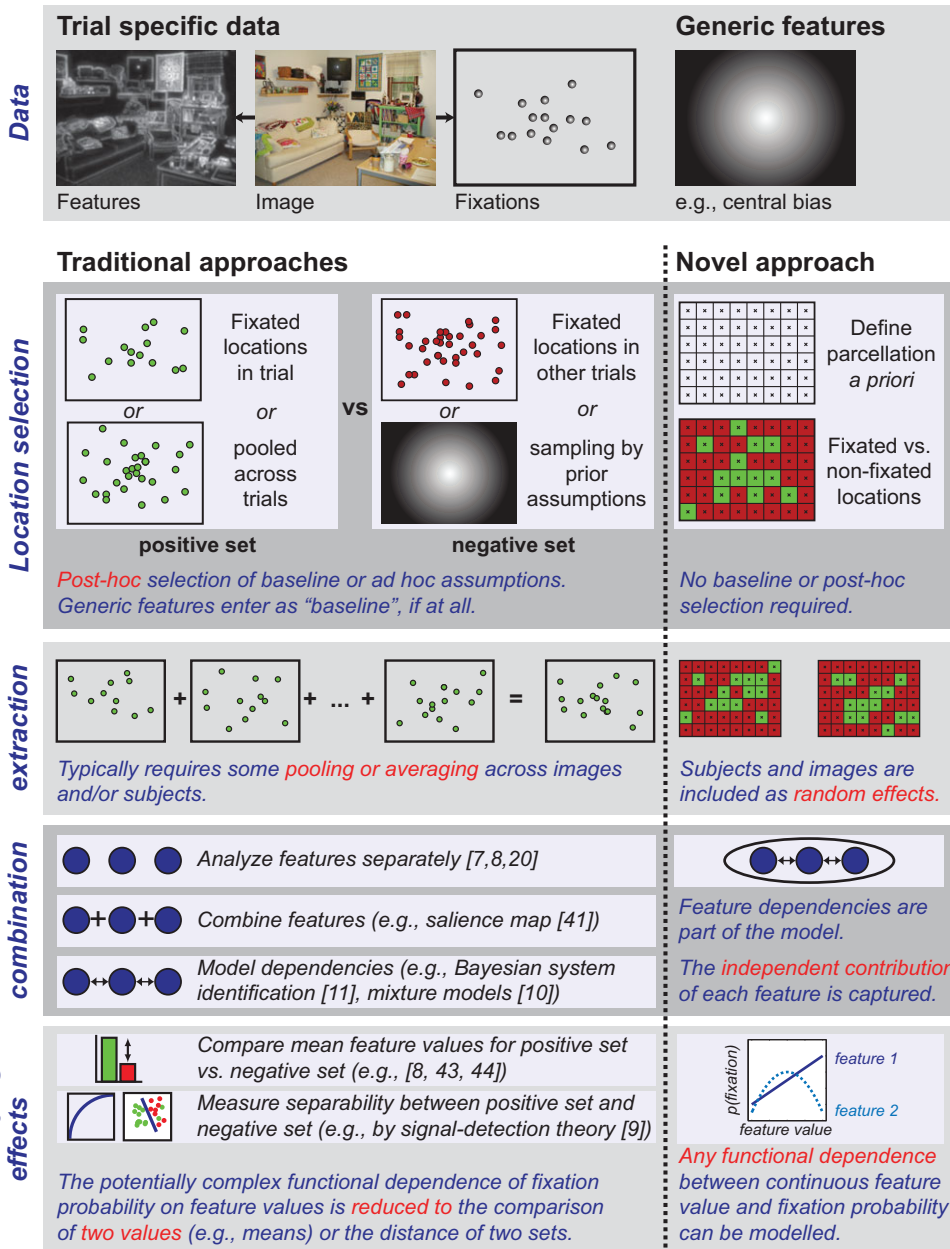 Data
Trial specific data
Generic features
Features
Image
Fixations
e.g., central bias
Traditional approaches
Novel approach
Location selection
Fixated
locations
in trial
or
or
pooled
across
trials
positive set
vs
Fixated
locations in
other trials
or
or
sampling by
prior
assumptions
negative set
Post-hoc selection of baseline or ad hoc assumptions.
Generic features enter as “baseline”, if at all.
Define
parcellation
a priori
Fixated vs.
non-fixated
locations
No baseline or post-hoc
selection required.
extraction
+ + ... + =
Typically requires some pooling or averaging across images
and/or subjects.
Subjects and images are
included as random effects.
combination
Analyze features separately [7,8,20]
Combine features (e.g., salience map [41])
Model dependencies (e.g., Bayesian system
identification [11], mixture models [10])
Feature dependencies are
part of the model.
The independent contribution
of each feature is captured.
effects
Compare mean feature values for positive set
vs. negative set (e.g., [8, 43, 44])
Measure separability between positive set and
negative set (e.g., by signal-detection theory [9])
The potentially complex functional dependence of fixation
probability on feature values is reduced to the comparison
of two values (e.g., means) or the distance of two sets.
p(fixation)
feature 1
feature 2
feature value
Any functional dependence
between continuous feature
value and fixation probability
can be modelled.